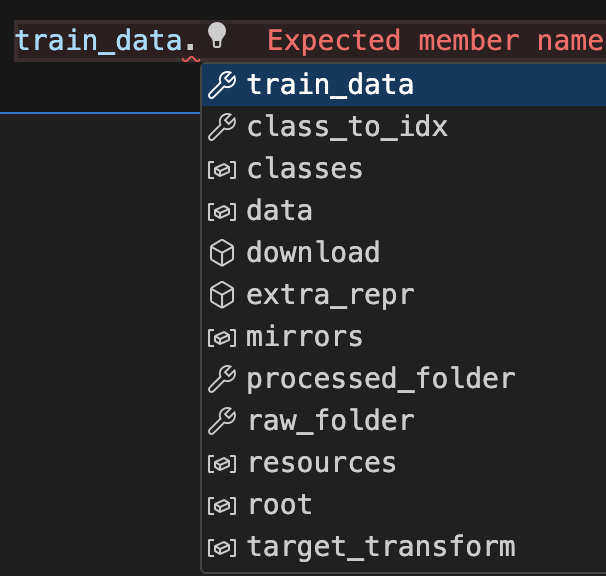 train_data. Expected member name
train_data
class_to_idx
classes
data
download
extra_repr
mirrors
processed_folder
raw_folder
resources
root
target_transform